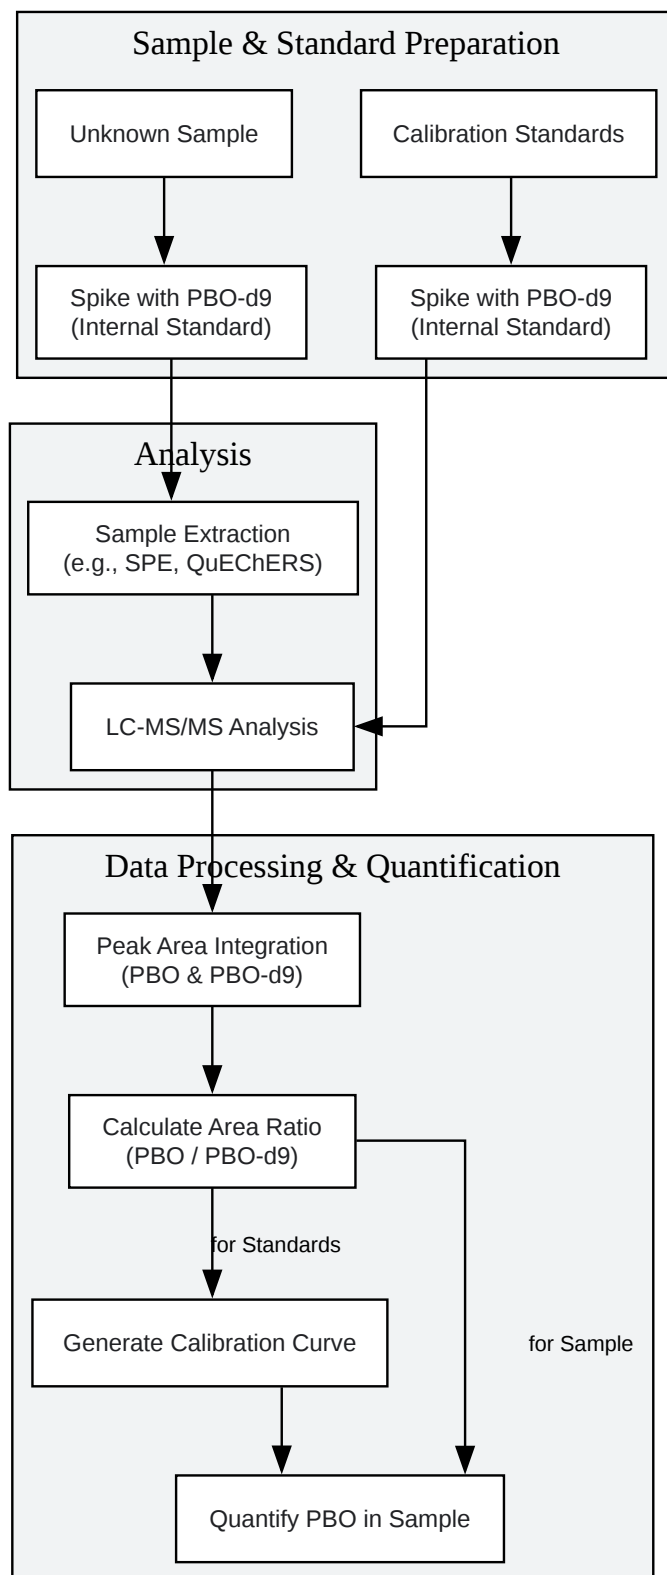 Sample & Standard Preparation
Unknown Sample
Calibration Standards
Spike with PBO-d9
(Internal Standard)
Spike with PBO-d9
(Internal Standard)
Analysis
Sample Extraction
(e.g., SPE, QuEChERS)
LC-MS/MS Analysis
Data Processing & Quantification
Peak Area Integration
(PBO & PBO-d9)
Calculate Area Ratio
(PBO / PBO-d9)
for Standards
Generate Calibration Curve
for Sample
Quantify PBO in Sample